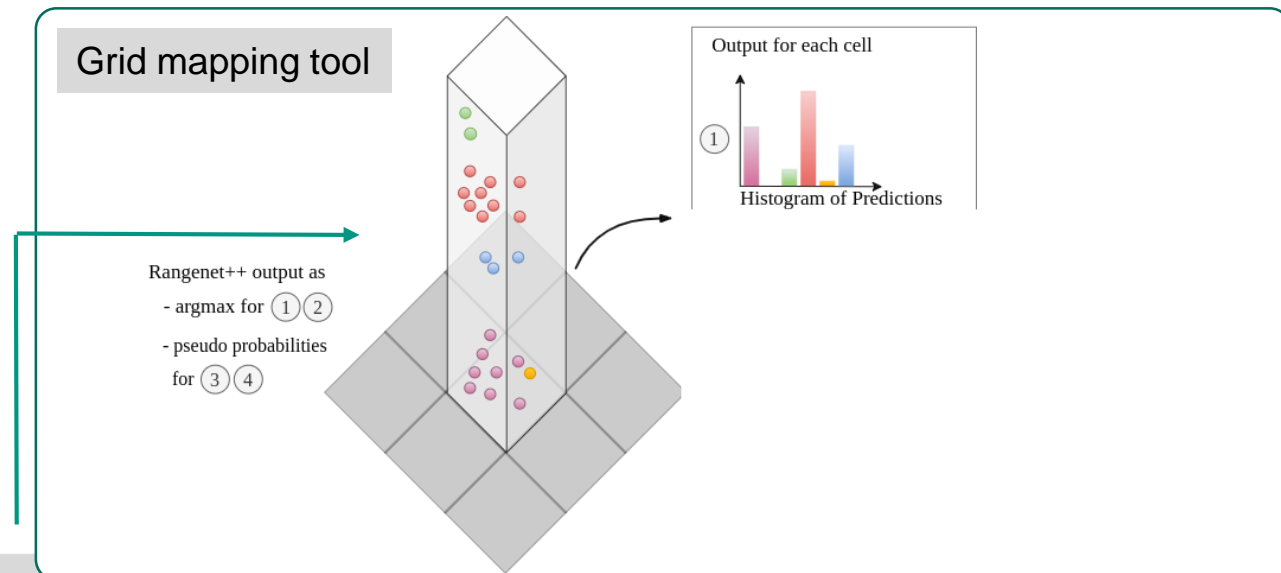 Grid mapping tool
Output for each cell
1
Histogram of Predictions
Rangenet++ output as
- argmax for 1 2
- pseudo probabilities
for 3 4